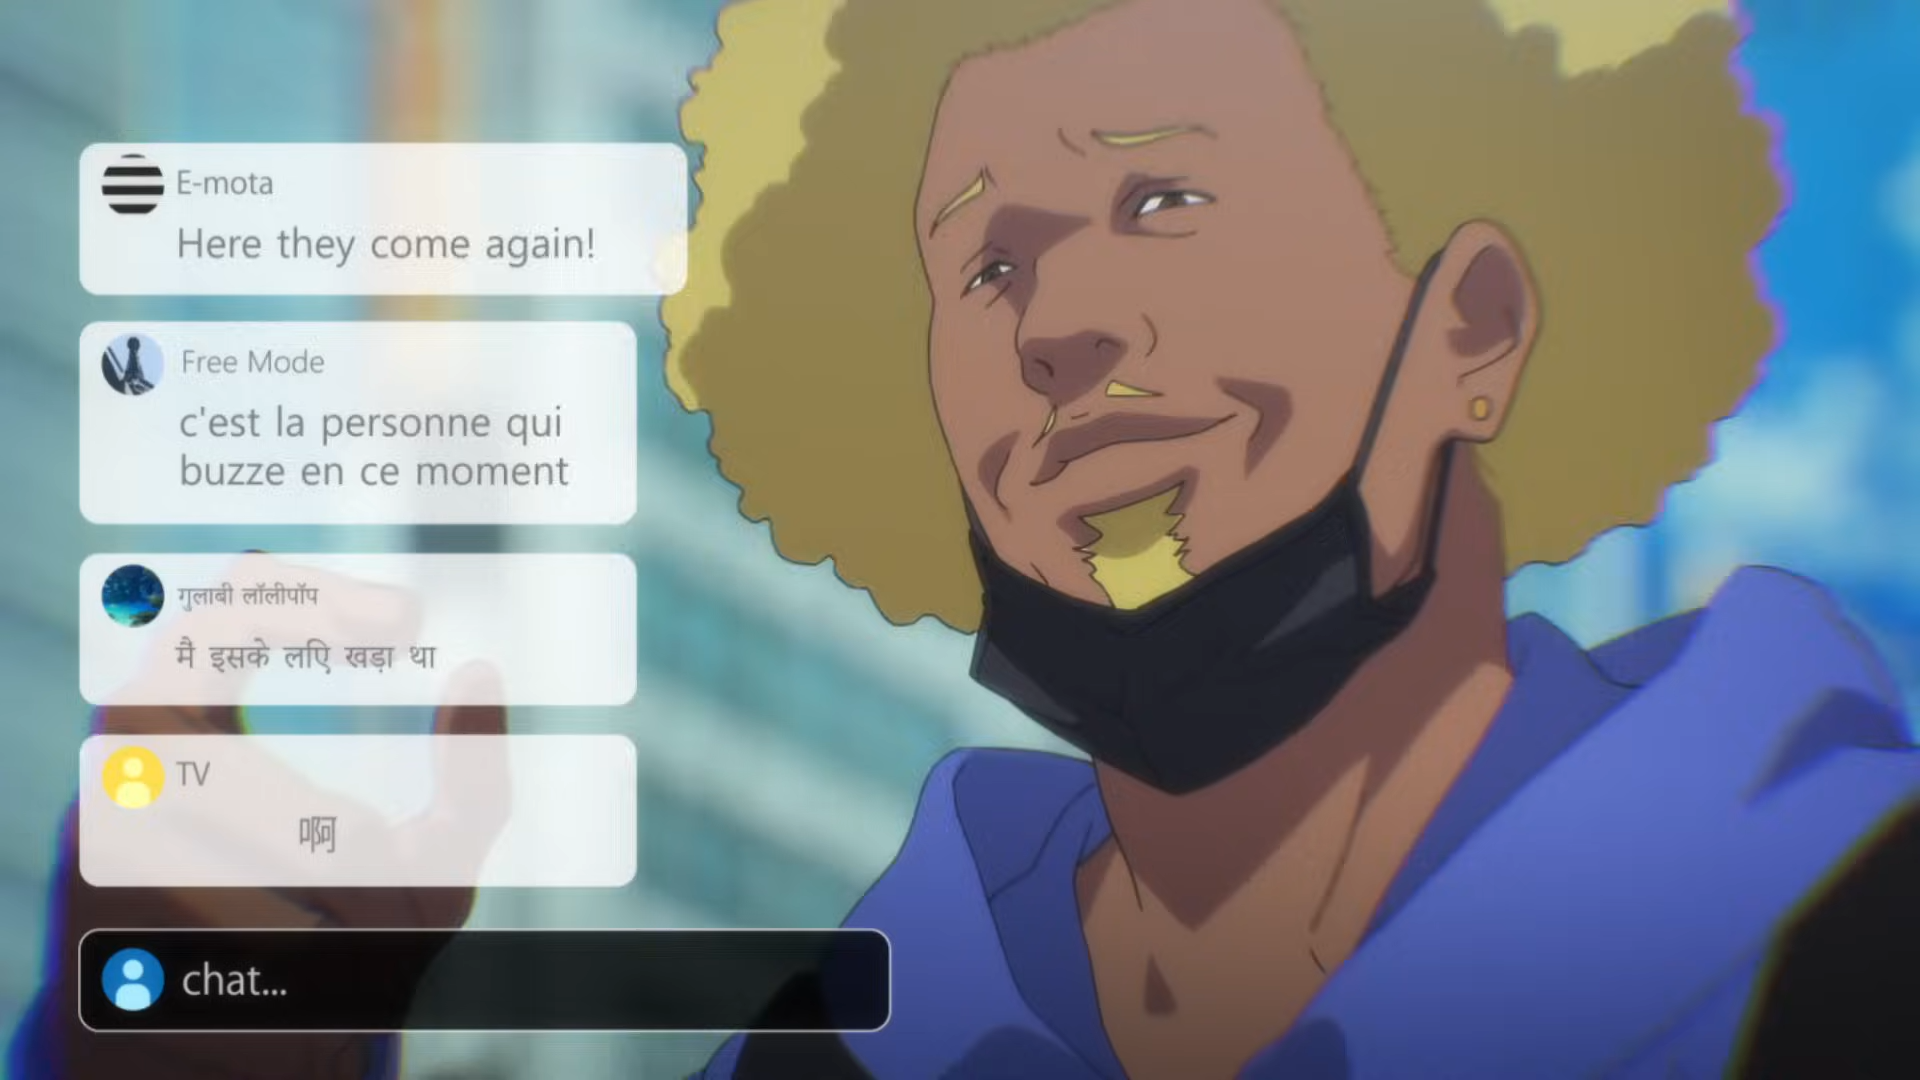 E-mota
Here they come again!
Free Mode
c'est la personne qui
buzze en ce moment
गुलाबी लॉलीपॉप
मै इसके लिए खड़ा था
TV
啊
chat...